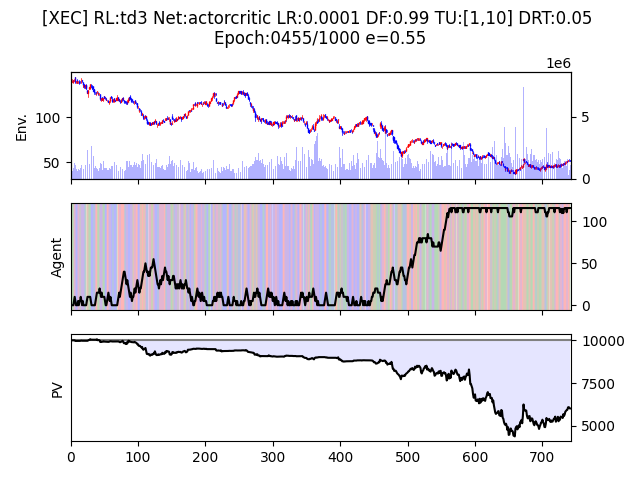 [XEC] RL:td3 Net:actorcritic LR:0.0001 DF:0.99 TU:[1,10] DRT:0.05
Epoch:0455/1000 e=0.55
1e6
Env.
100
50
5
0
Agent
100
50
0
PV
10000
7500
5000
0 100 200 300 400 500 600 700